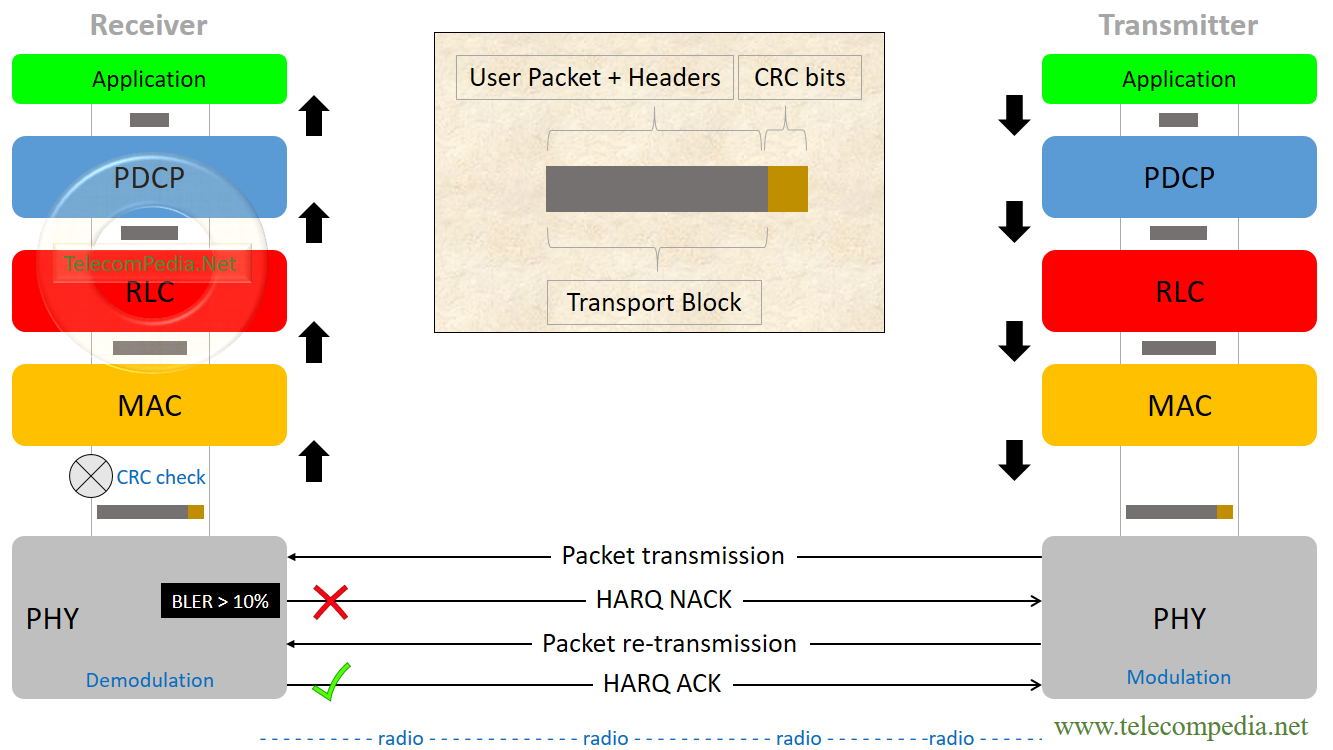 Receiver
Transmitter
Application
User Packet + Headers
CRC bits
Application
PDCP
PDCP
TelecomPedia.Net
RLC
Transport Block
RLC
MAC
MAC
CRC check
Packet transmission
BLER > 10%
HARQ NACK
PHY
PHY
Packet re-transmission
Demodulation
HARQ ACK
Modulation
www.telecompedia.net
radio
radio
radio
radio